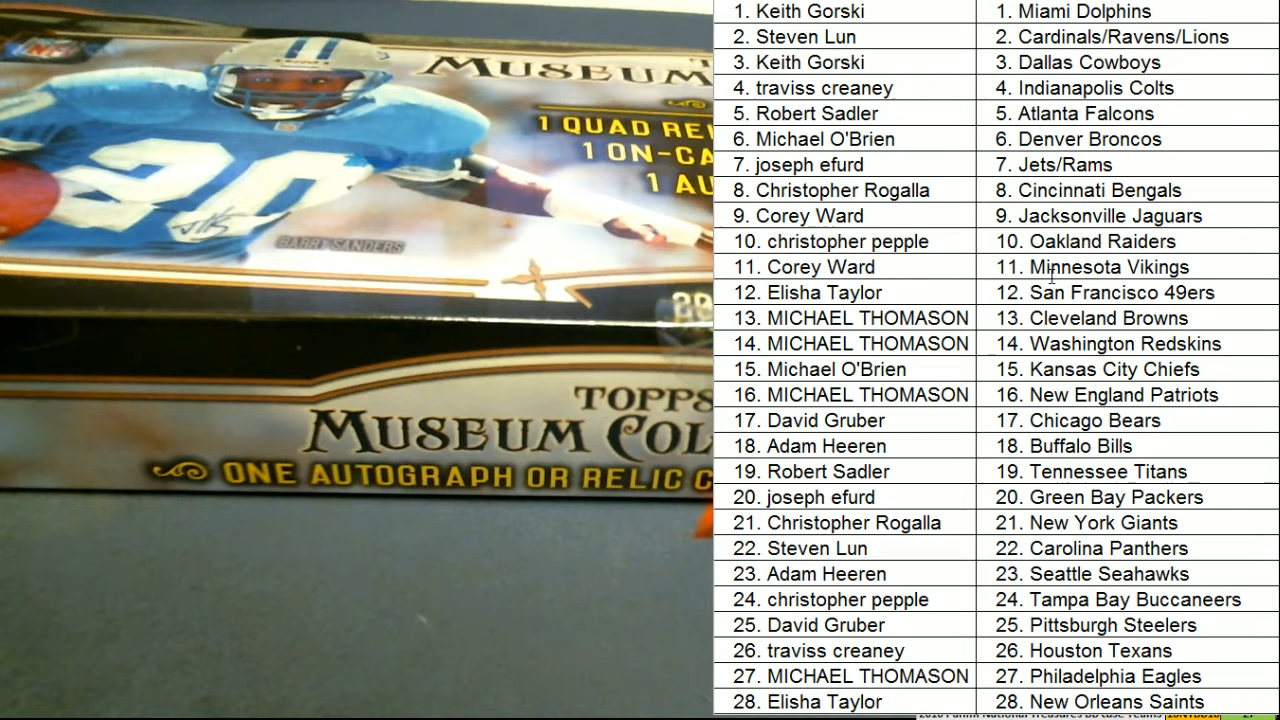 MUSEUM
1 QUAD
1 ON-CA
1 AU
20
BARRY SANDERS
TOPPS
MUSEUM COL
ONE AUTOGRAPH OR RELIC C
1. Keith Gorski 1. Miami Dolphins
2. Steven Lun 2. Cardinals/Ravens/Lions
3. Keith Gorski 3. Dallas Cowboys
4. traviss creaney 4. Indianapolis Colts
5. Robert Sadler 5. Atlanta Falcons
6. Michael O'Brien 6. Denver Broncos
7. joseph efurd 7. Jets/Rams
8. Christopher Rogalla 8. Cincinnati Bengals
9. Corey Ward 9. Jacksonville Jaguars
10. christopher pepple 10. Oakland Raiders
11. Corey Ward 11. Minnesota Vikings
12. Elisha Taylor 12. San Francisco 49ers
13. MICHAEL THOMASON 13. Cleveland Browns
14. MICHAEL THOMASON 14. Washington Redskins
15. Michael O'Brien 15. Kansas City Chiefs
16. MICHAEL THOMASON 16. New England Patriots
17. David Gruber 17. Chicago Bears
18. Adam Heeren 18. Buffalo Bills
19. Robert Sadler 19. Tennessee Titans
20. joseph efurd 20. Green Bay Packers
21. Christopher Rogalla 21. New York Giants
22. Steven Lun 22. Carolina Panthers
23. Adam Heeren 23. Seattle Seahawks
24. christopher pepple 24. Tampa Bay Buccaneers
25. David Gruber 25. Pittsburgh Steelers
26. traviss creaney 26. Houston Texans
27. MICHAEL THOMASON 27. Philadelphia Eagles
28. Elisha Taylor 28. New Orleans Saints